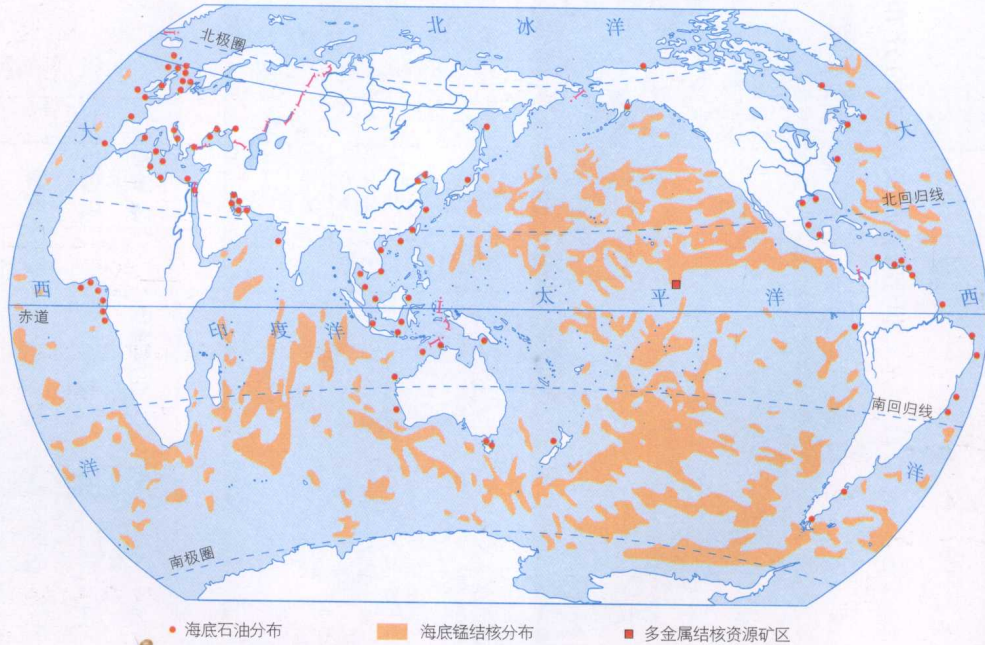 北冰洋
北极圈
大
大
北回归线
西
太平洋
西
赤道
印度洋
南回归线
洋
洋
南极圈
海底石油分布
海底锰结核分布
多金属结核资源矿区